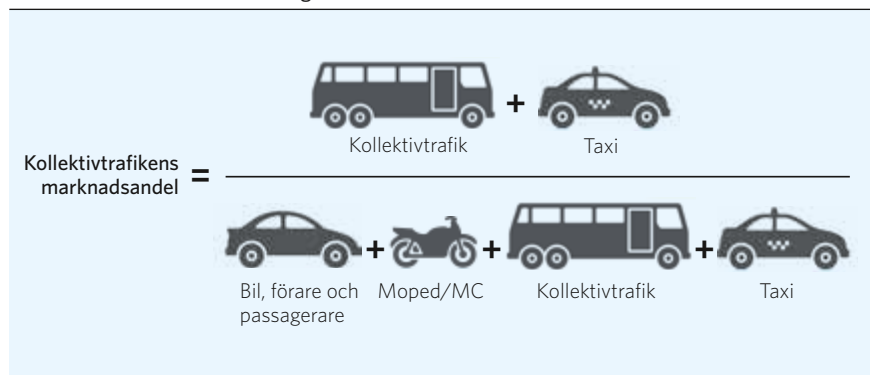 Kollektivtrafikens
marknadsandel
=
+
Kollektivtrafik
Taxi
+
+
+
Bil, förare och
passagerare
Moped/MC
Kollektivtrafik
Taxi